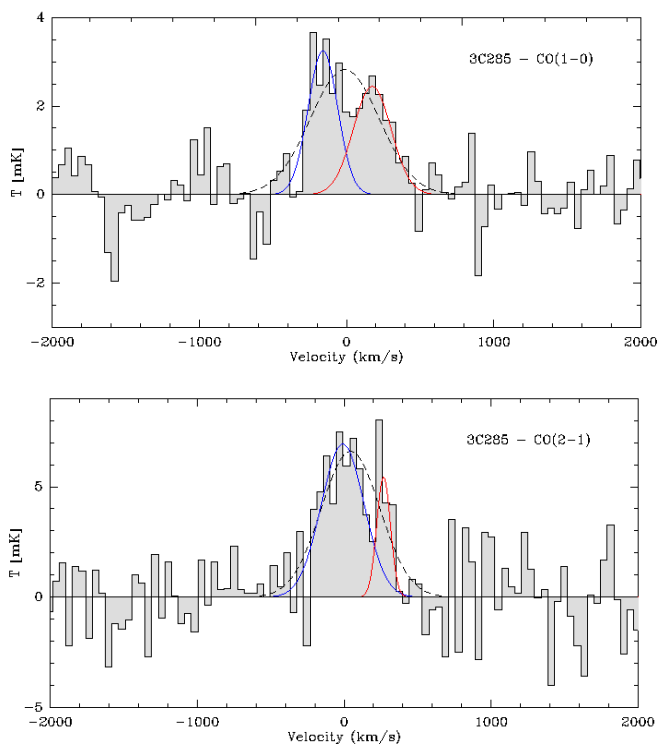 4
3C285 - CO(1-0)
2
T [mK]
0
-2
-2000 -1000 0 1000 2000
Velocity (km/s)
3C285 - CO(2-1)
5
T [mK]
0
-5
-2000 -1000 0 1000 2000
Velocity (km/s)